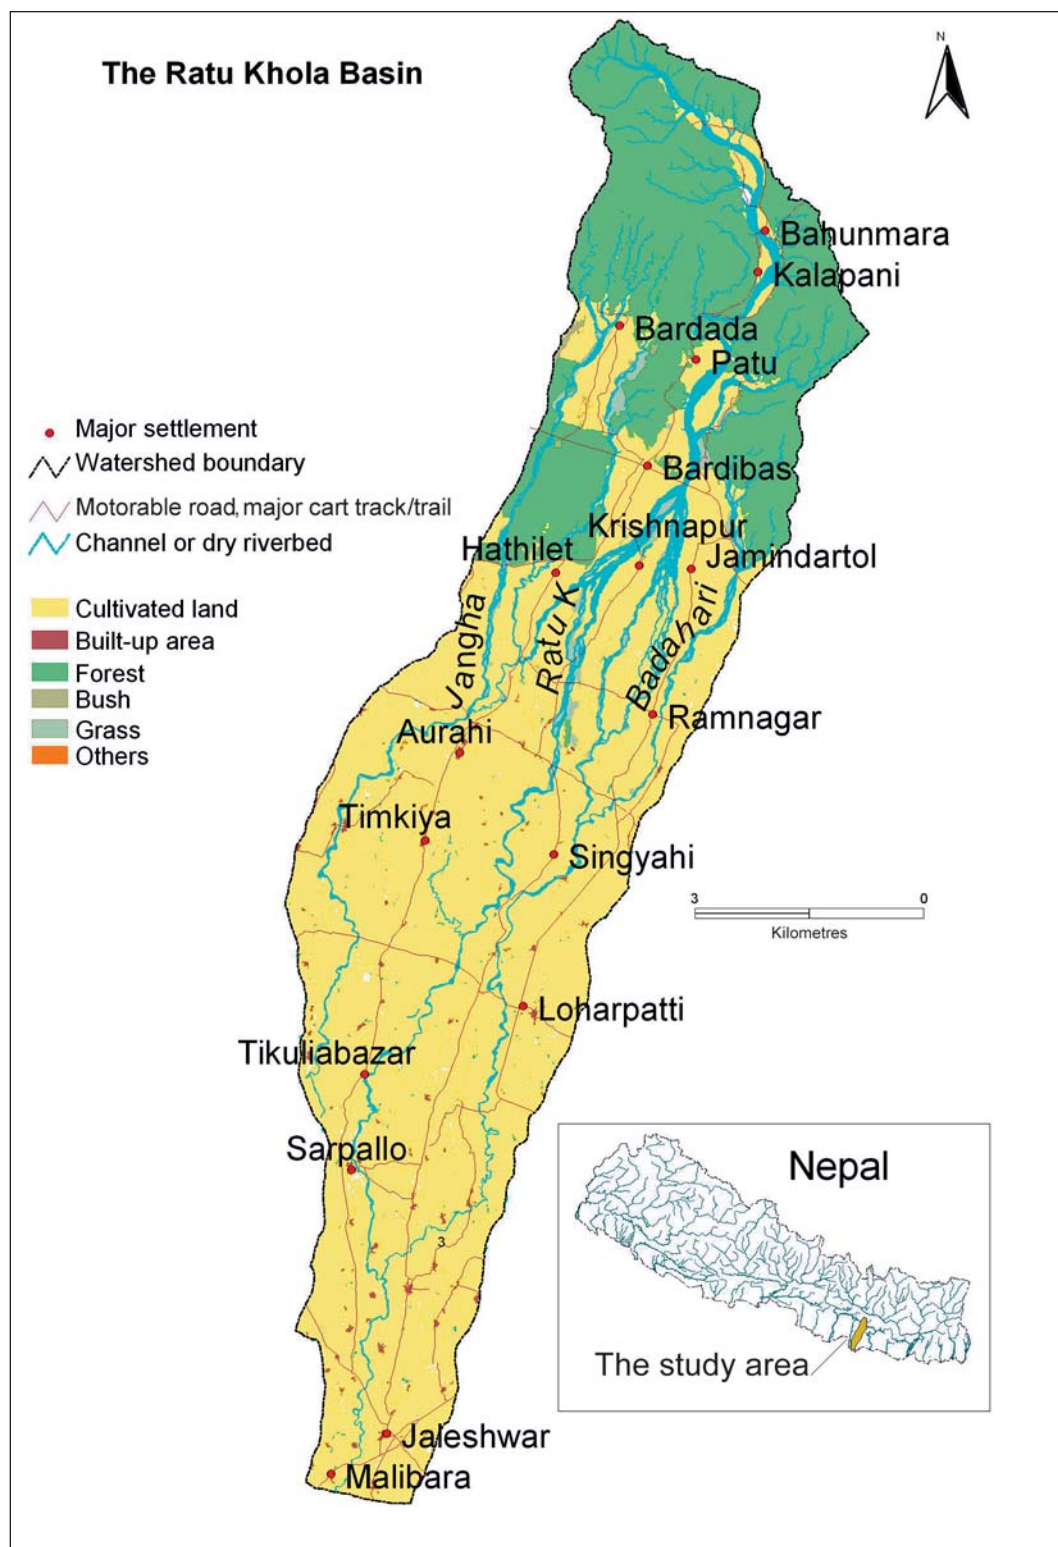 The Ratu Khola Basin
N
Bahunmara
Kalapani
Bardada
Patu
Major settlement
Watershed boundary
Bardibas
Motorable road, major cart track/trail
Krishnapur
Channel or dry riverbed
Hathilet
Jamindartol
Jangha
Ratu K
Badahari
Cultivated land
Built-up area
Forest
Bush
Grass
Others
Ramnagar
Aurahi
Timkiya
Singyahi
3 0
Kilometres
Loharpatti
Tikuliabazar
Sarpallo
Nepal
3
The study area
Jaleshwar
Malibara